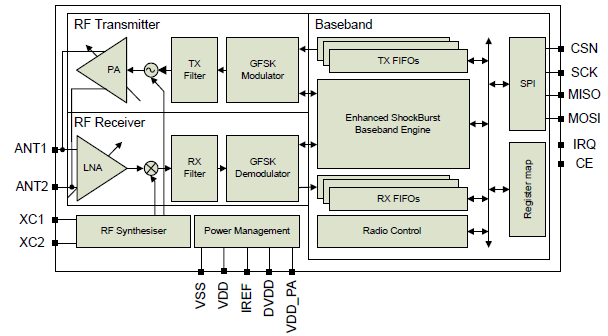 RF Transmitter
Baseband
PA
TX
Filter
GFSK
Modulator
TX FIFOs
SPI
CSN
SCK
MISO
MOSI
Enhanced ShockBurst
Baseband Engine
RF Receiver
LNA
RX
Filter
GFSK
Demodulator
RX FIFOs
Register map
IRQ
CE
ANT1
ANT2
XC1
XC2
RF Synthesiser
Power Management
Radio Control
VSS
VDD
IREF
DVDD
VDD_PA